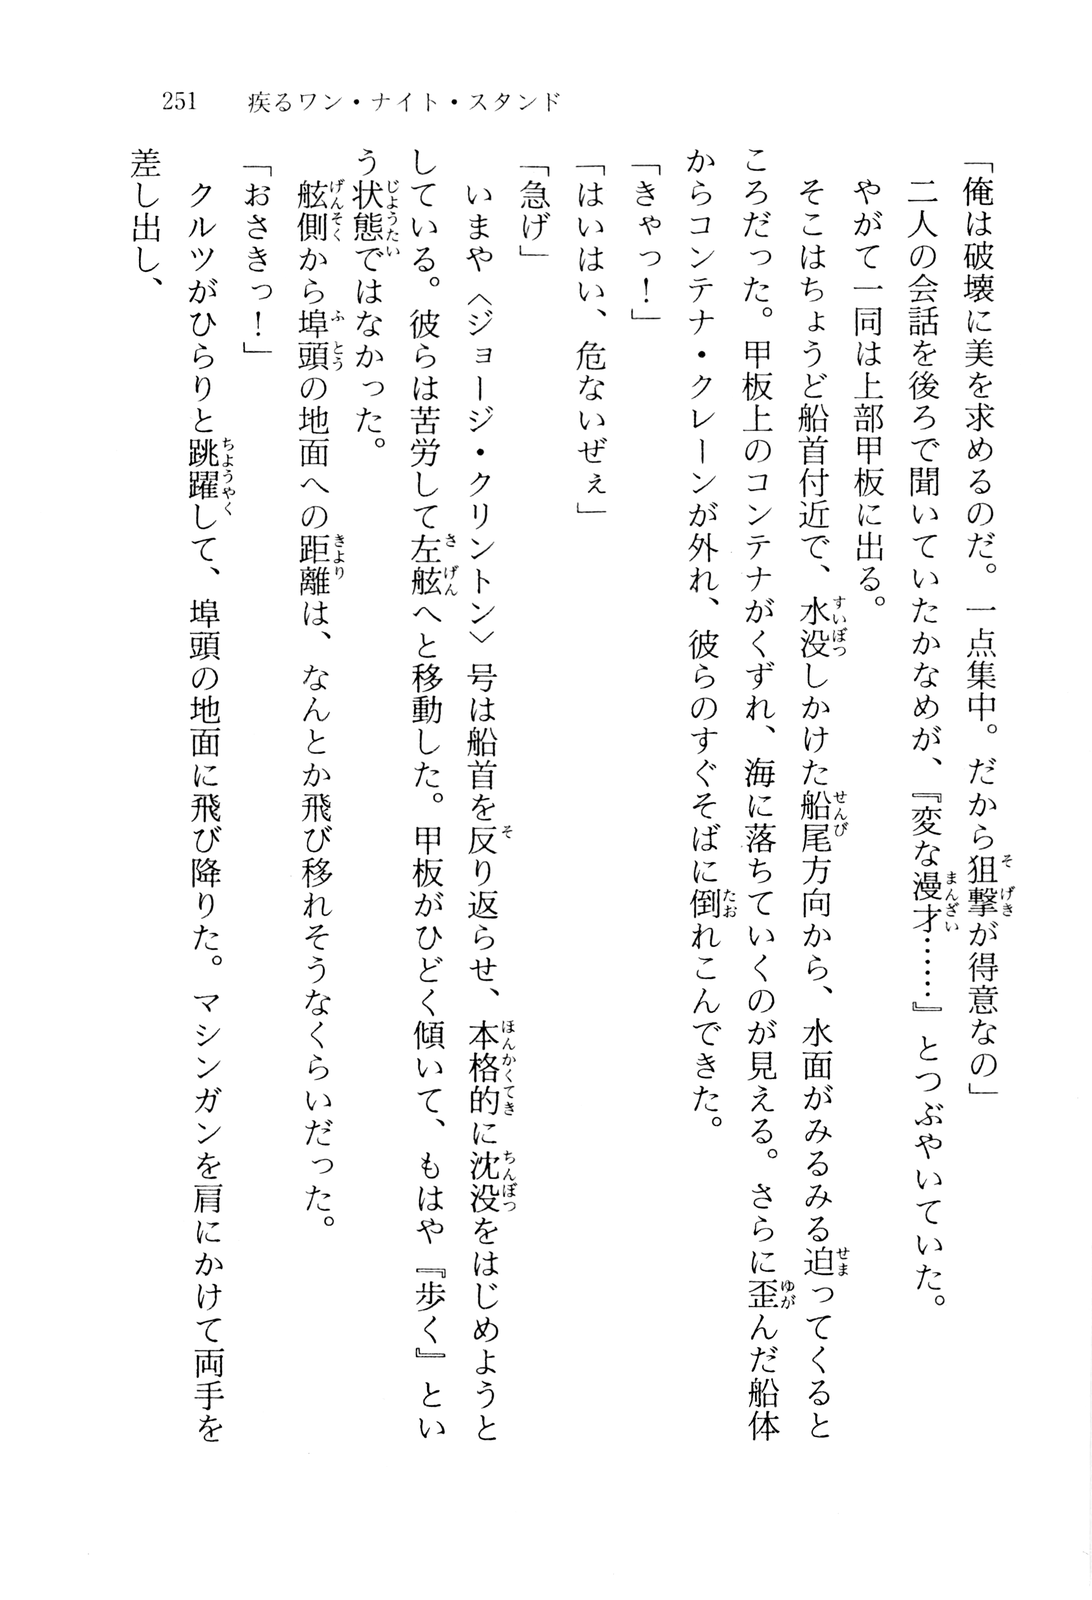 251　疾るワン・ナイト・スタンド
「俺は破壊に美を求めるのだ。一点集中。だから狙撃が得意なの」
　二人の会話を後ろで聞いていたかなめが、『変な漫才……』とつぶやいていた。
　やがて一同は上部甲板に出る。
　そこはちょうど船首付近で、水没しかけた船尾方向から、水面がみるみる迫ってくると
ころだった。甲板上のコンテナがくずれ、海に落ちていくのが見える。さらに歪んだ船体
からコンテナ・クレーンが外れ、彼らのすぐそばに倒れこんできた。
「きゃっ！」
「はいはい、危ないぜぇ」
「急げ」
　いまや〈ジョージ・クリントン〉号は船首を反り返らせ、本格的に沈没をはじめようと
している。彼らは苦労して左舷へと移動した。甲板がひどく傾いて、もはや『歩く』とい
う状態ではなかった。
　舷側から埠頭の地面への距離は、なんとか飛び移れそうなくらいだった。
「おさきっ！」
　クルツがひらりと跳躍して、埠頭の地面に飛び降りた。マシンガンを肩にかけて両手を
差し出し、